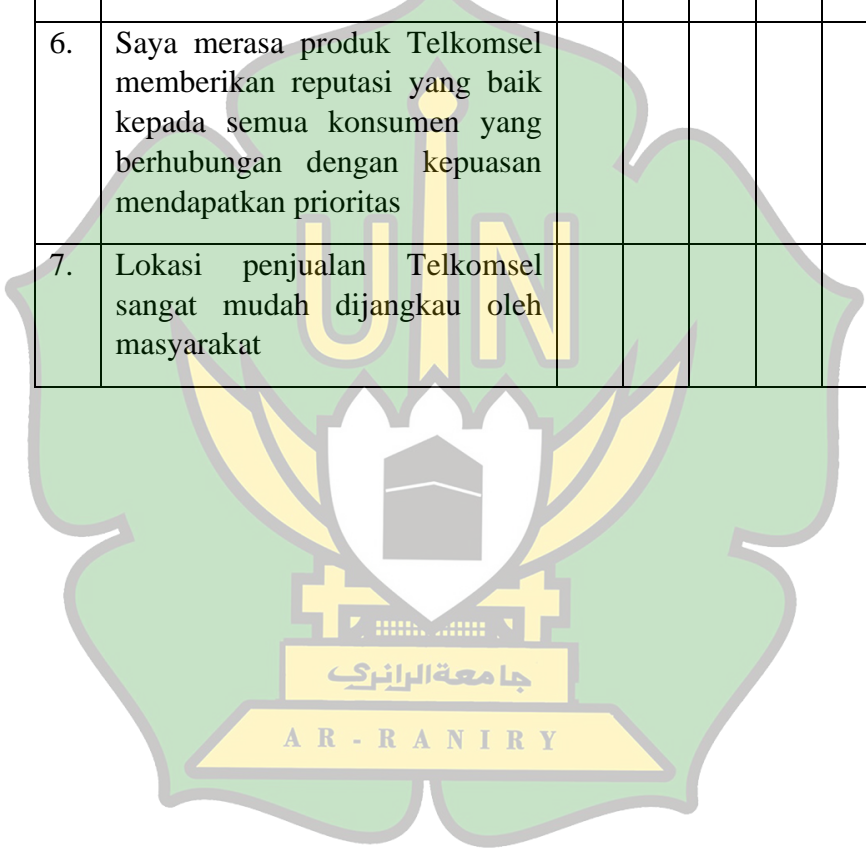 6. Saya merasa produk Telkomsel
memberikan reputasi yang baik
kepada semua konsumen yang
berhubungan dengan kepuasan
mendapatkan prioritas
7. Lokasi penjualan Telkomsel
sangat mudah dijangkau oleh
masyarakat
UIN
جامعة الرانري
AR-RANIRY